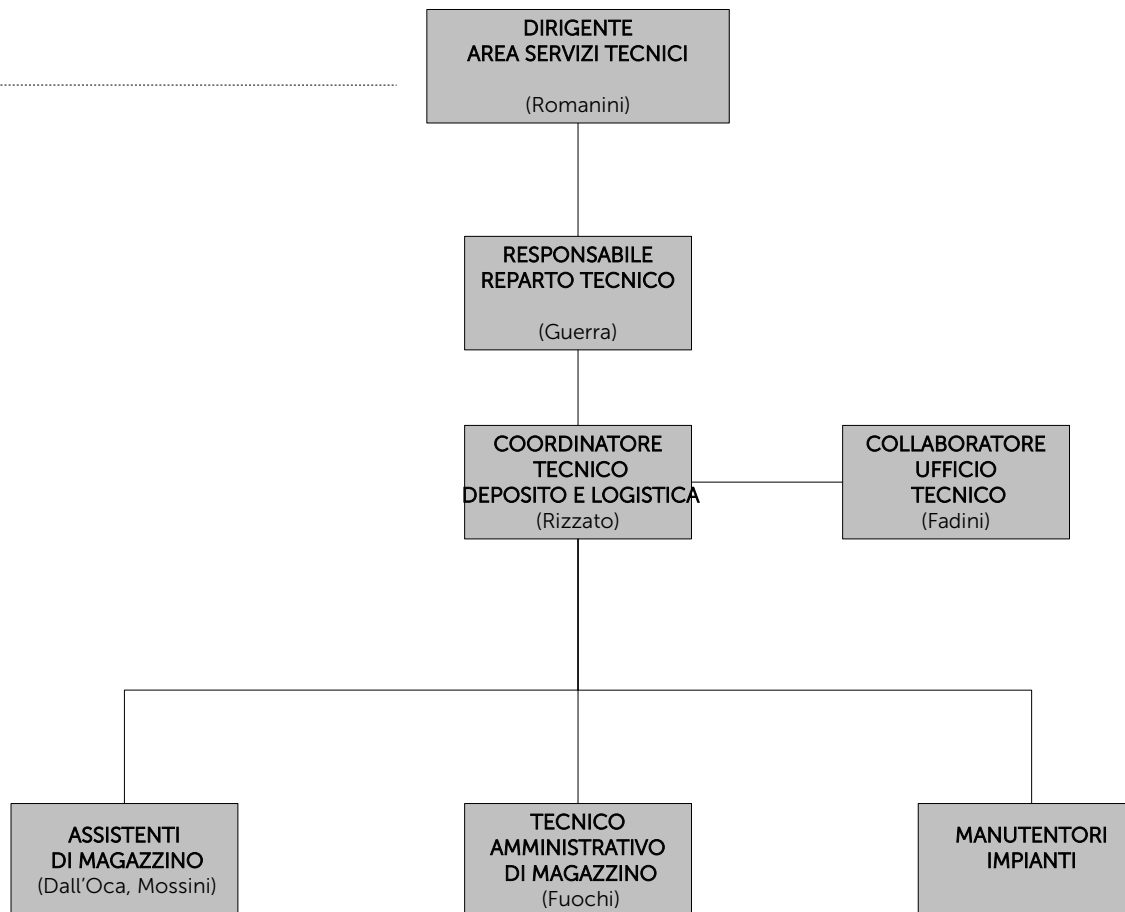 DIRIGENTE
AREA SERVIZI TECNICI
(Romanini)
RESPONSABILE
REPARTO TECNICO
(Guerra)
COORDINATORE
TECNICO
DEPOSITO E LOGISTICA
(Rizzato)
COLLABORATORE
UFFICIO
TECNICO
(Fadini)
ASSISTENTI
DI MAGAZZINO
(Dall'Oca, Mossini)
TECNICO
AMMINISTRATIVO
DI MAGAZZINO
(Fuochi)
MANUTENTORI
IMPIANTI